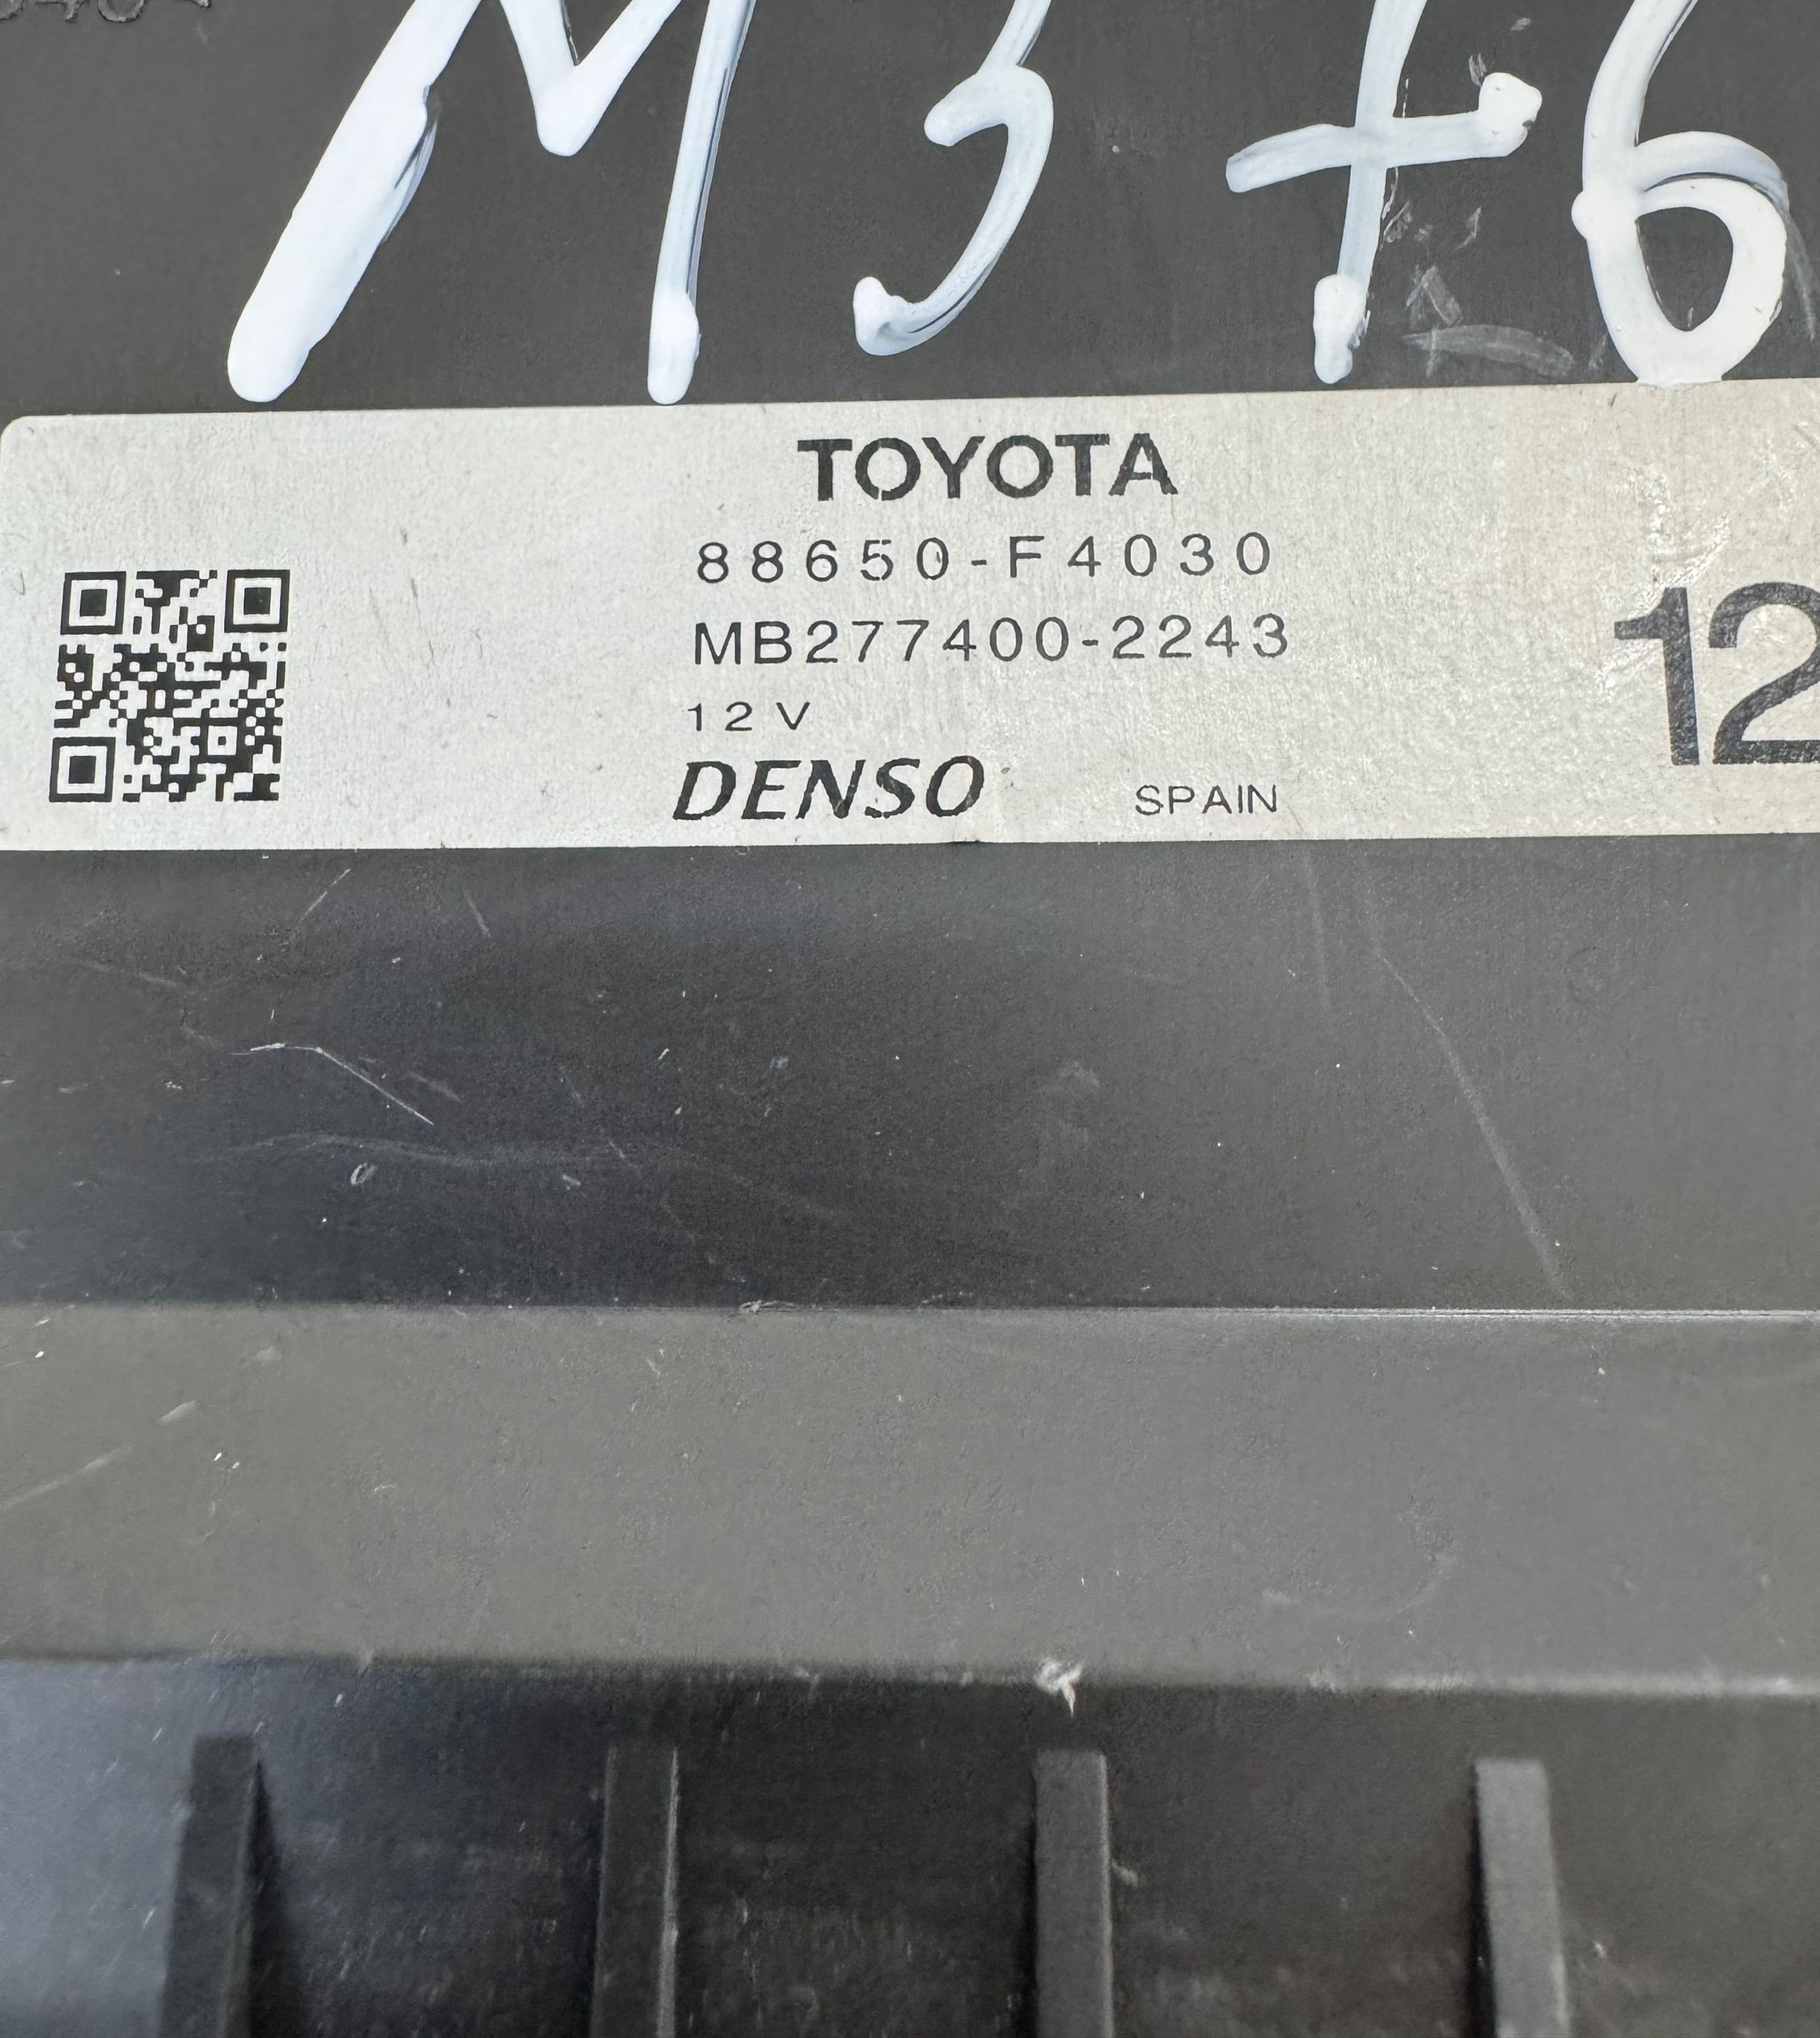 M376
TOYOTA
88650-F4030
MB277400-2243
12V
DENSO SPAIN
12